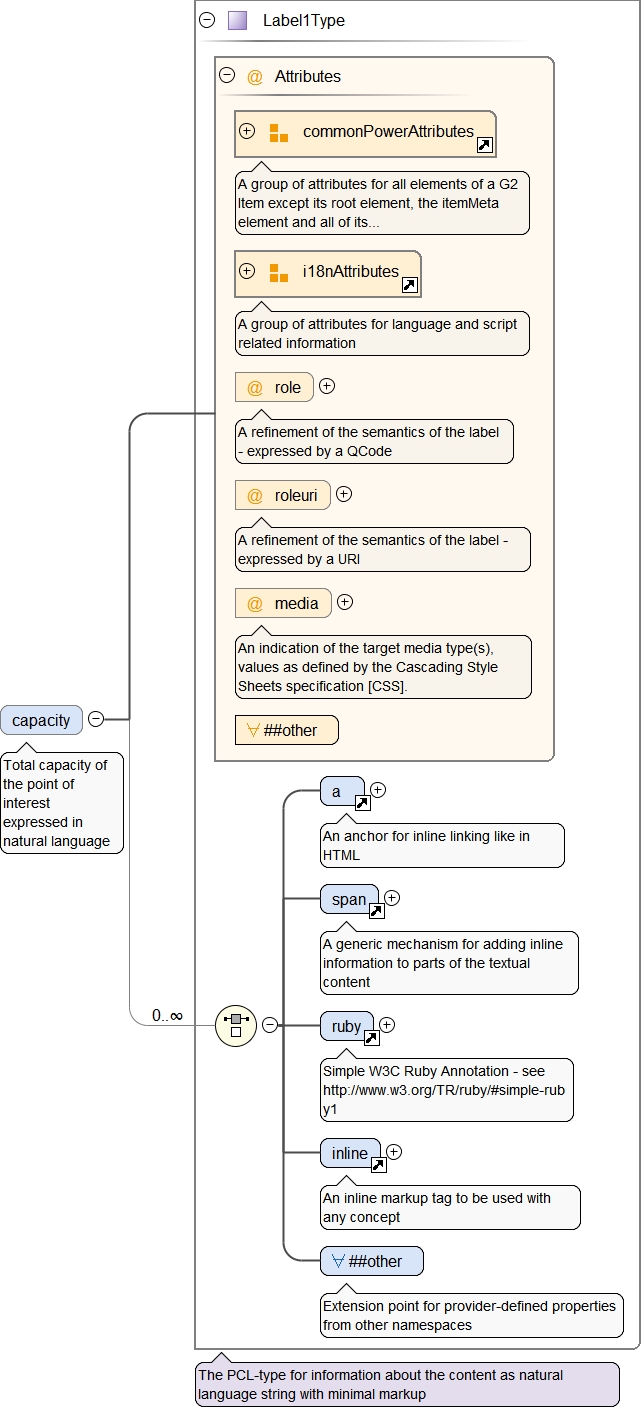 Label1Type
@ Attributes
commonPowerAttributes
A group of attributes for all elements of a G2
Item except its root element, the itemMeta
element and all of its...
i18nAttributes
A group of attributes for language and script
related information
@ role
A refinement of the semantics of the label
- expressed by a QCode
@ roleuri
A refinement of the semantics of the label -
expressed by a URI
@ media
An indication of the target media type(s),
values as defined by the Cascading Style
Sheets specification [CSS].
##other
capacity
Total capacity of
the point of
interest
expressed in
natural language
a
An anchor for inline linking like in
HTML
span
A generic mechanism for adding inline
information to parts of the textual
content
0..∞
ruby
Simple W3C Ruby Annotation - see
http://www.w3.org/TR/ruby/#simple-rub
y1
inline
An inline markup tag to be used with
any concept
##other
Extension point for provider-defined properties
from other namespaces
The PCL-type for information about the content as natural
language string with minimal markup